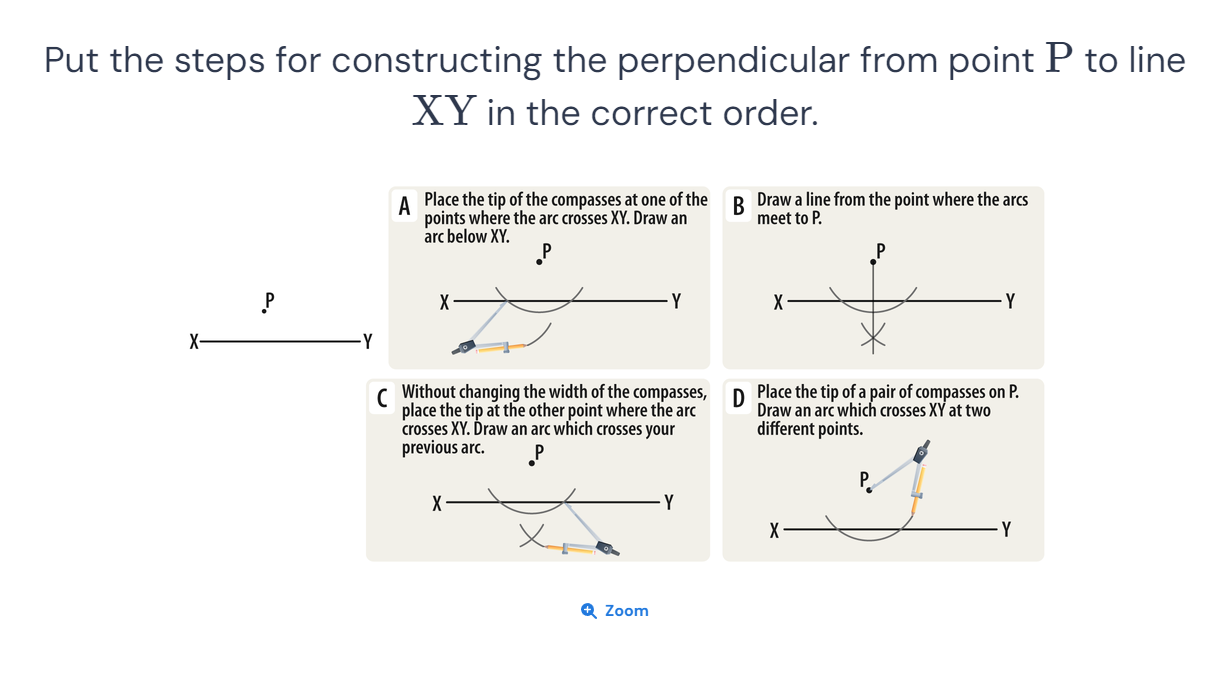 Put the steps for constructing the perpendicular from point P to line
XY in the correct order.
P
X
Y
A
Place the tip of the compasses at one of the
points where the arc crosses XY. Draw an
arc below XY.
P
X
Y
B
Draw a line from the point where the arcs
meet to P.
P
X
Y
C
Without changing the width of the compasses,
place the tip at the other point where the arc
crosses XY. Draw an arc which crosses your
previous arc.
P
X
Y
D
Place the tip of a pair of compasses on P.
Draw an arc which crosses XY at two
different points.
P
X
Y
Zoom